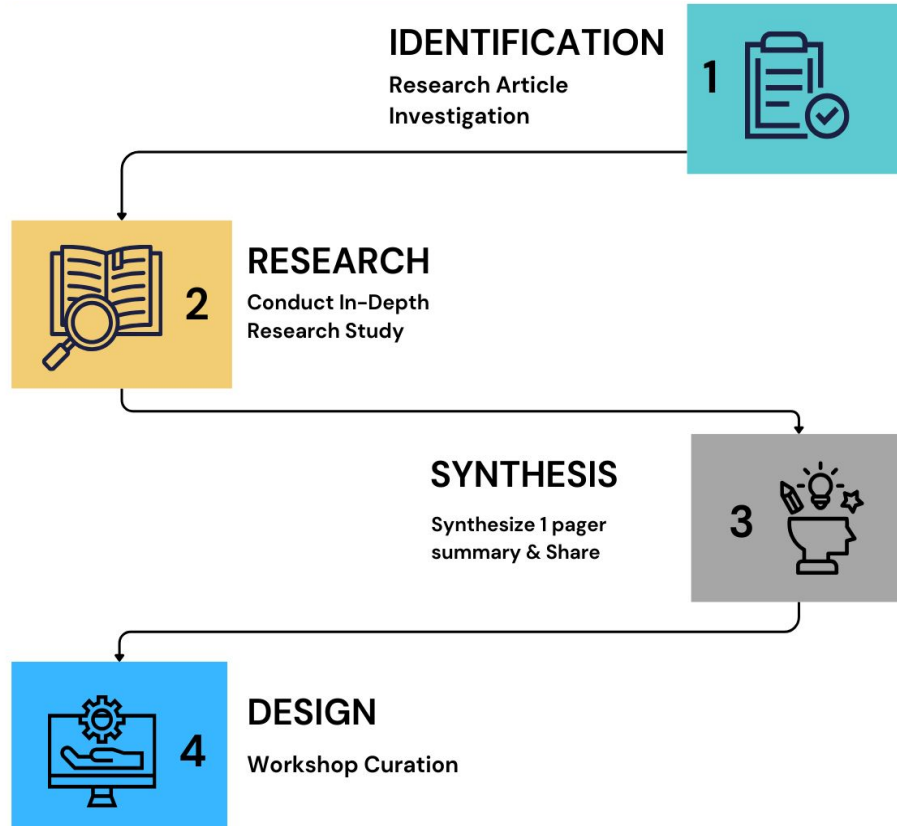 IDENTIFICATION
Research Article
Investigation
1
2
RESEARCH
Conduct In-Depth
Research Study
SYNTHESIS
Synthesize 1 pager
summary & Share
3
4
DESIGN
Workshop Curation